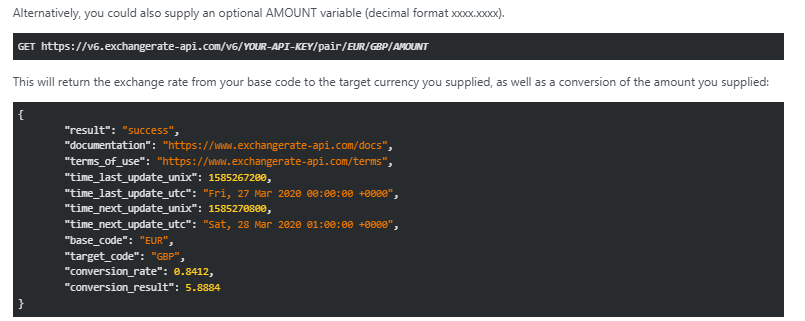 Alternatively, you could also supply an optional AMOUNT variable (decimal format xxxx.xxxx).
GET https://v6.exchangerate-api.com/v6/YOUR-API-KEY/pair/EUR/GBP/AMOUNT
This will return the exchange rate from your base code to the target currency you supplied, as well as a conversion of the amount you supplied:
{
"result": "success",
"documentation": "https://www.exchangerate-api.com/docs",
"terms_of_use": "https://www.exchangerate-api.com/terms",
"time_last_update_unix": 1585267200,
"time_last_update_utc": "Fri, 27 Mar 2020 00:00:00 +0000",
"time_next_update_unix": 1585270800,
"time_next_update_utc": "Sat, 28 Mar 2020 01:00:00 +0000",
"base_code": "EUR",
"target_code": "GBP",
"conversion_rate": 0.8412,
"conversion_result": 5.8884
}